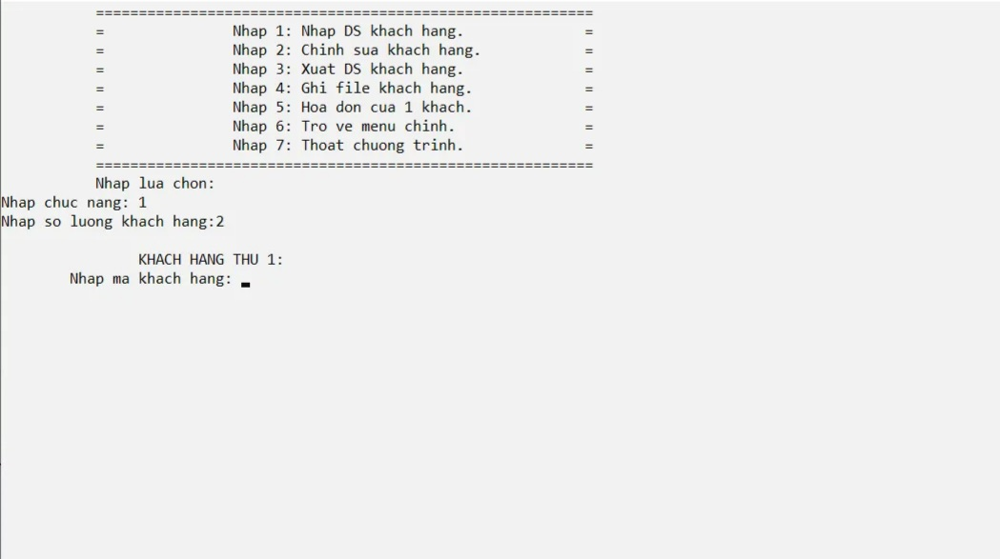 ==========================================================
= Nhap 1: Nhap DS khach hang. =
= Nhap 2: Chinh sua khach hang. =
= Nhap 3: Xuat DS khach hang. =
= Nhap 4: Ghi file khach hang. =
= Nhap 5: Hoa don cua 1 khach. =
= Nhap 6: Tro ve menu chinh. =
= Nhap 7: Thoat chuong trinh. =
==========================================================
Nhap lua chon:
Nhap chuc nang: 1
Nhap so luong khach hang:2
KHACH HANG THU 1:
Nhap ma khach hang: